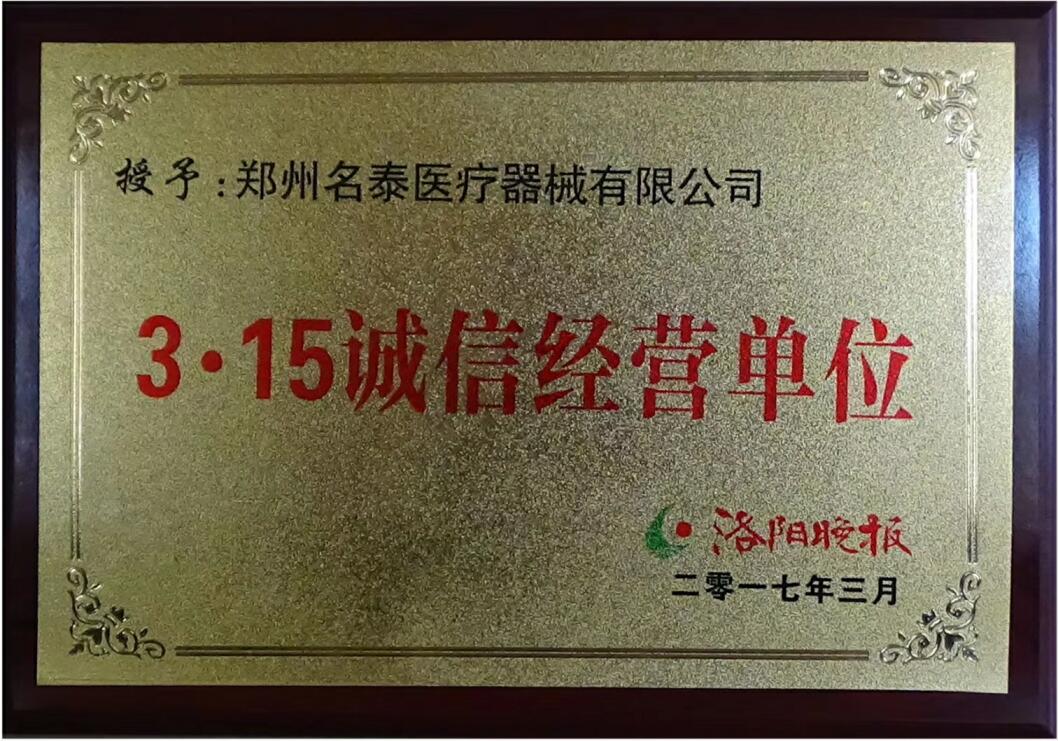 授予:郑州名泰医疗器械有限公司
3·15诚信经营单位
洛阳晚报
二零一七年三月